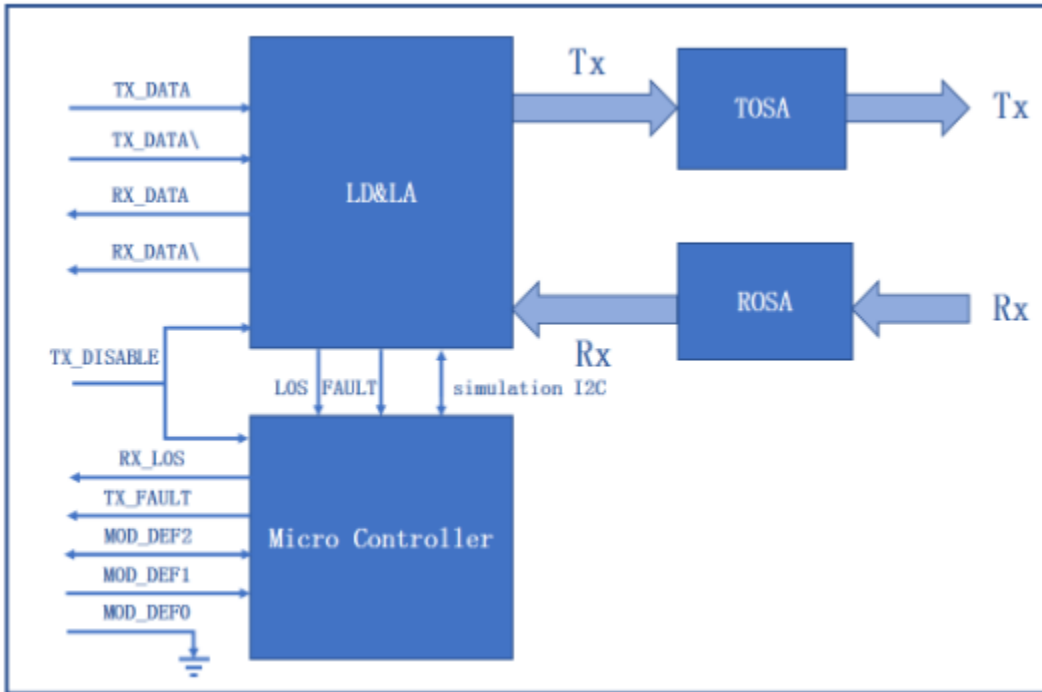 TX_DATA
TX_DATA\
RX_DATA
RX_DATA\
TX_DISABLE
LD&LA
Tx
TOSA
Tx
ROSA
Rx
Rx
LOS
FAULT
simulation I2C
RX_LOS
TX_FAULT
MOD_DEF2
MOD_DEF1
MOD_DEF0
Micro Controller